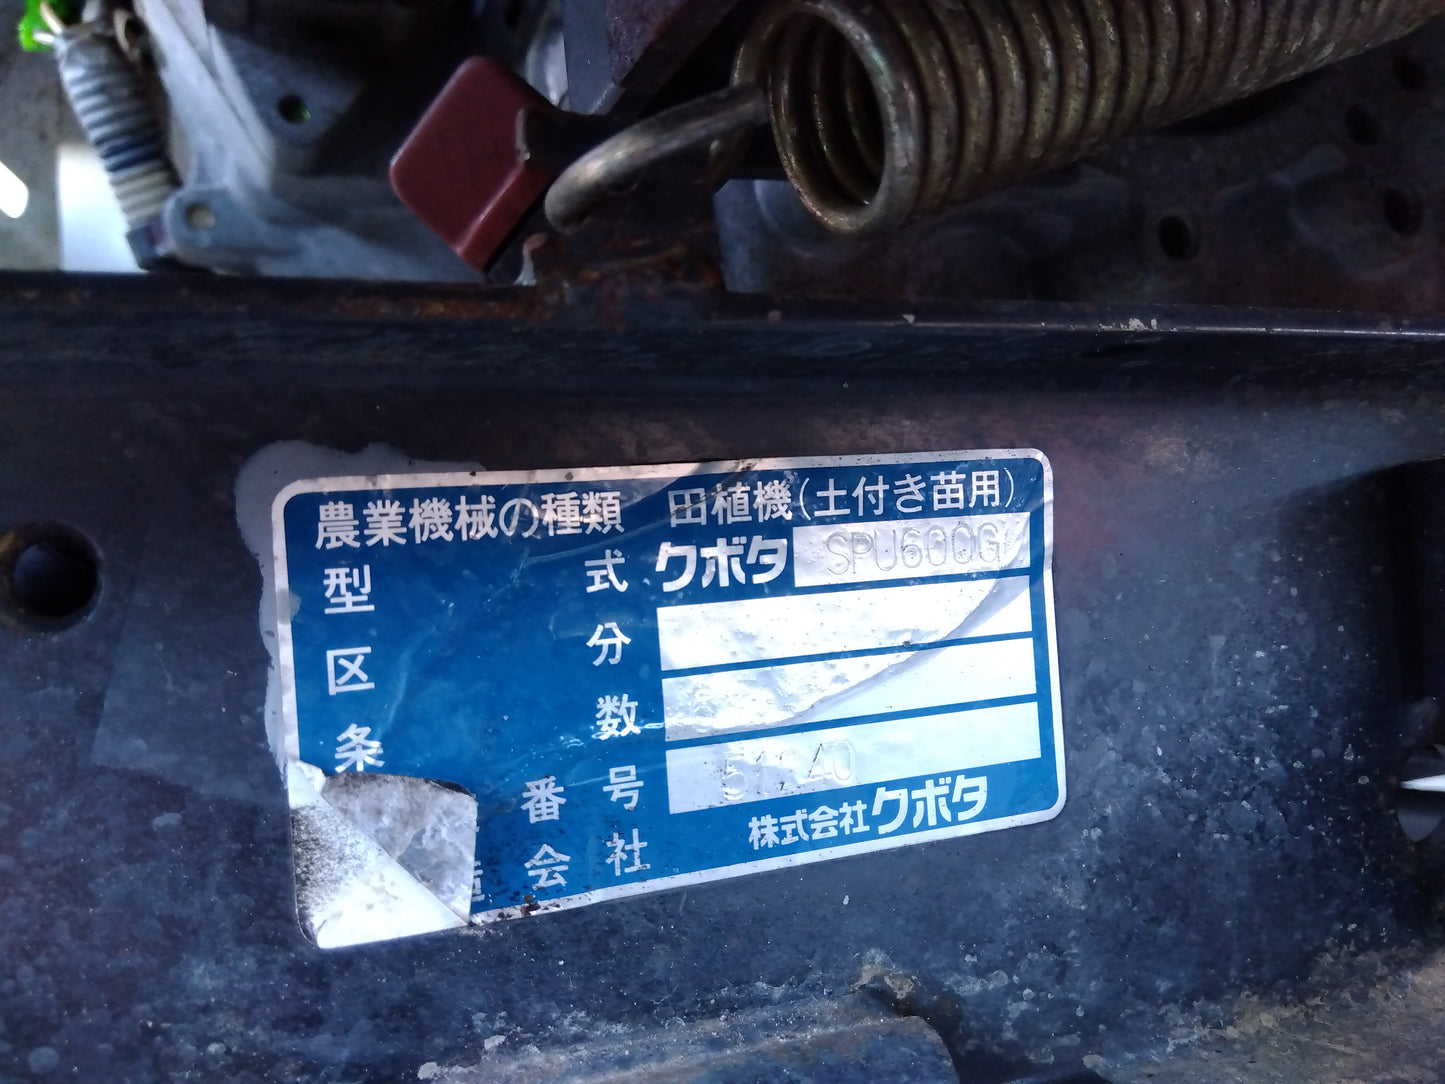 農業機械の種類 田植機(土付き苗用)
型 式 クボタ SPU600G
区 分
条 数
番 号
会 社 株式会社クボタ